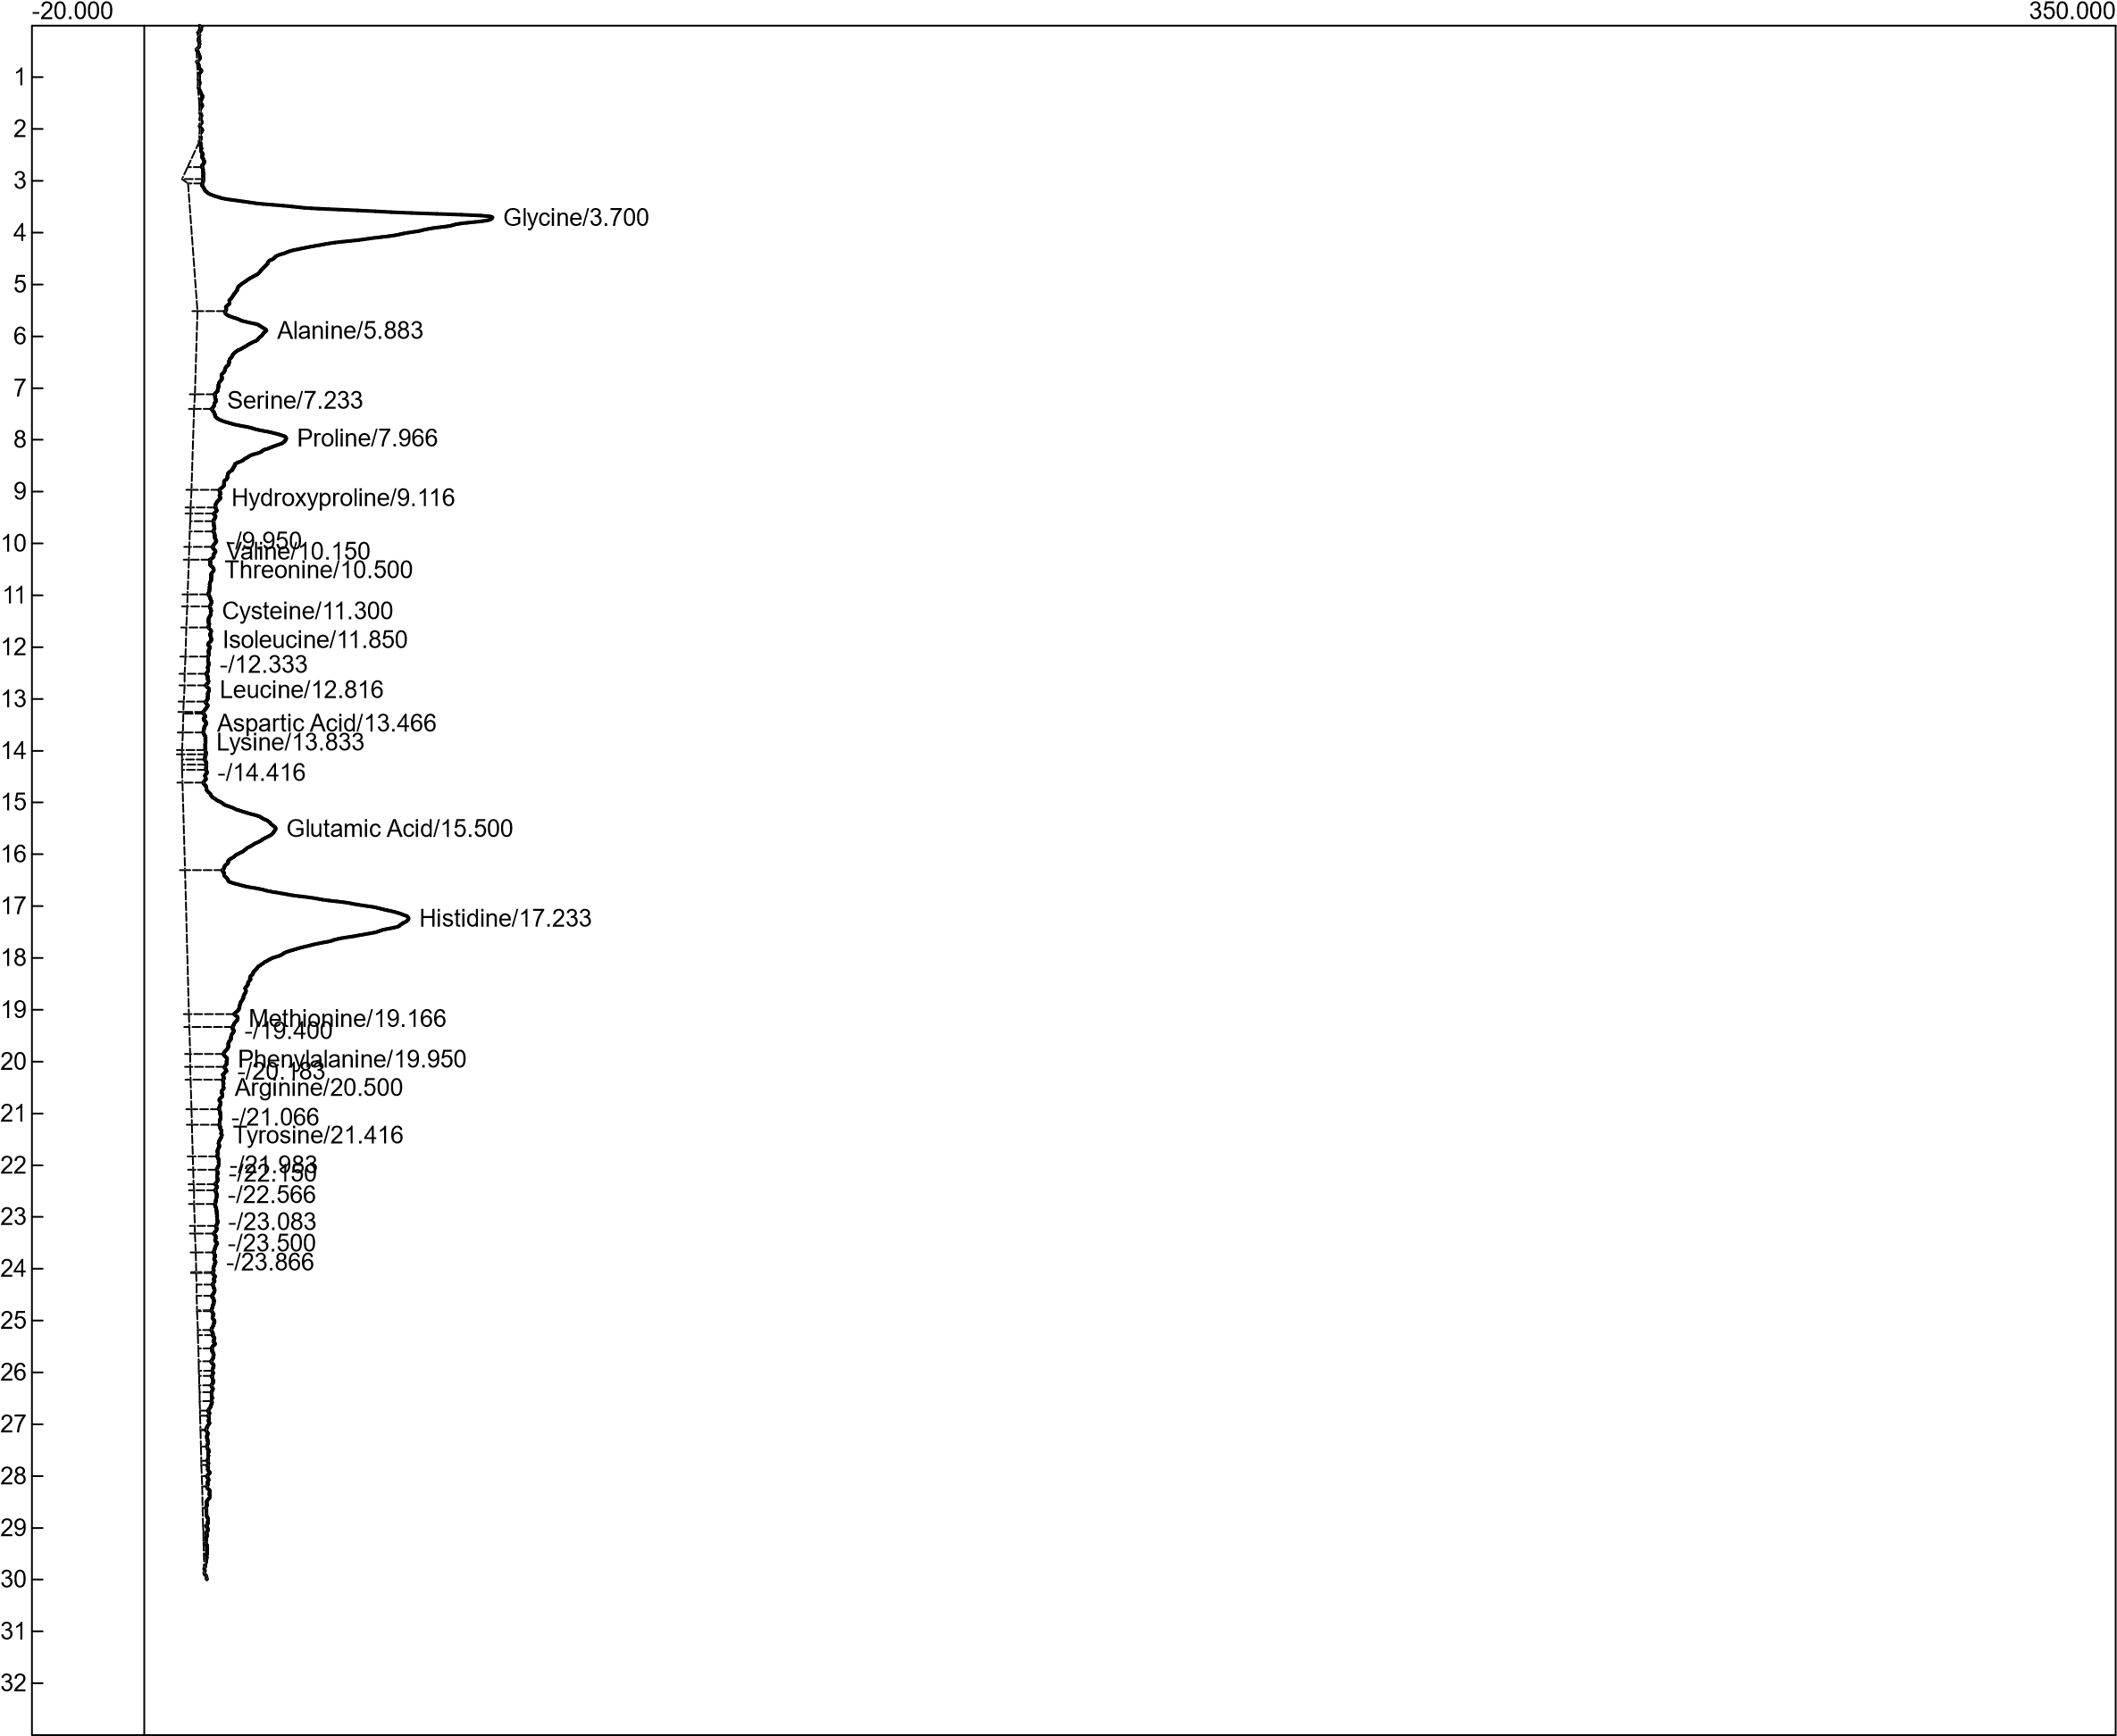 -20.000
350.000
1
2
3
Glycine/3.700
4
5
Alanine/5.883
6
7
Serine/7.233
Proline/7.966
8
9
Hydroxyproline/9.116
-/9.950
10
Valine/10.150
Threonine/10.500
11
Cysteine/11.300
Isoleucine/11.850
12
-/12.333
Leucine/12.816
13
Aspartic Acid/13.466
Lysine/13.833
14
-/14.416
15
Glutamic Acid/15.500
16
17
Histidine/17.233
18
19
Methionine/19.166
-/19.400
Phenylalanine/19.950
20
-/20.183
Arginine/20.500
21
-/21.066
Tyrosine/21.416
-/21.983
22
-/22.150
-/22.566
23
-/23.083
-/23.500
-/23.866
24
25
26
27
28
29
30
31
32